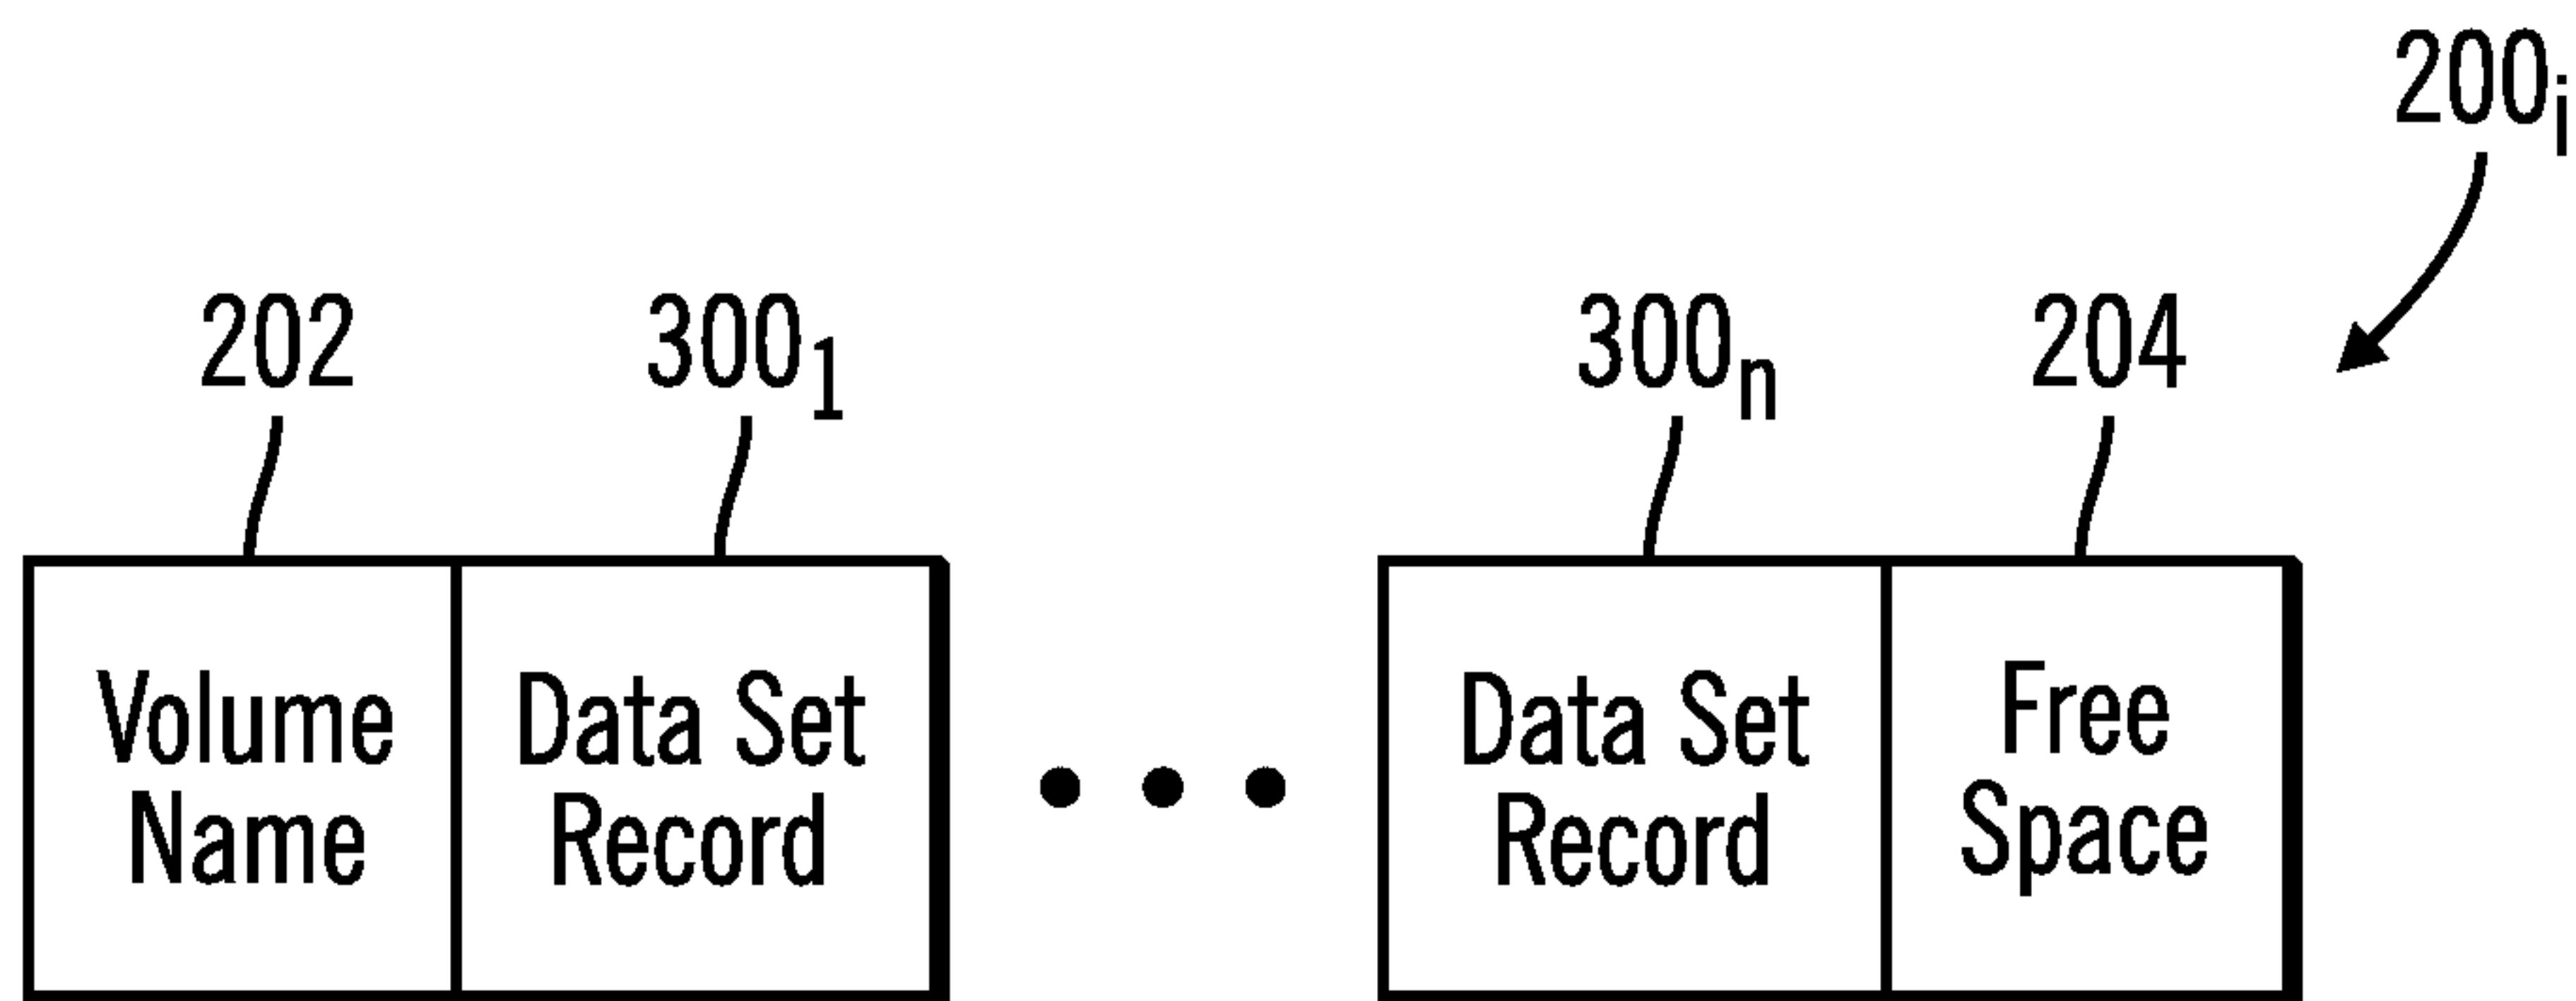 200i
202
3001
300n
204
Volume
Name
Data Set
Record
Data Set
Record
Free
Space